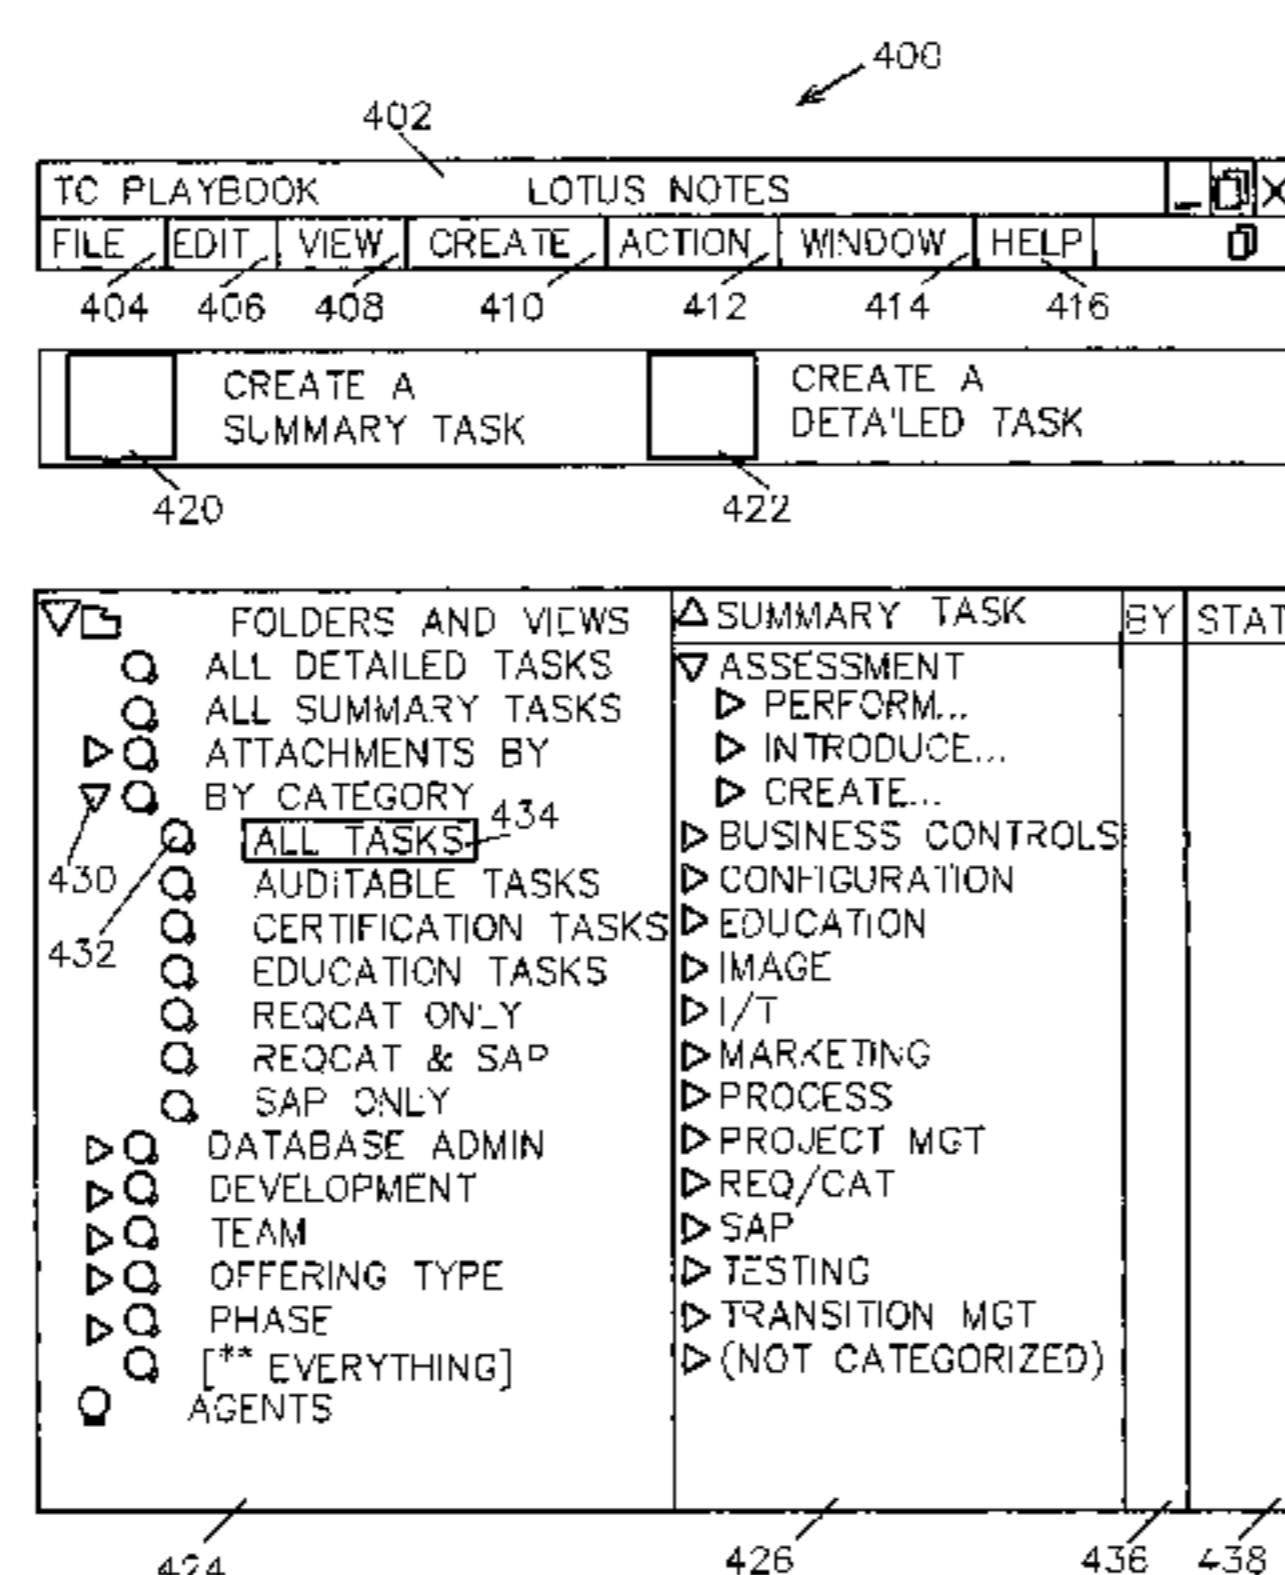 400
402
TC PLAYBOOK LOTUS NOTES
FILE EDIT VIEW CREATE ACTION WINDOW HELP
404 406 408 410 412 414 416
CREATE A
SUMMARY TASK
CREATE A
DETAILED TASK
420 422
FOLDERS AND VIEWS
ALL DETAILED TASKS
ALL SUMMARY TASKS
ATTACHMENTS BY
BY CATEGORY
434
ALL TASKS
430
AUDITABLE TASKS
CERTIFICATION TASKS
432
EDUCATION TASKS
REQCAT ONLY
REQCAT & SAP
SAP ONLY
DATABASE ADMIN
DEVELOPMENT
TEAM
OFFERING TYPE
PHASE
[** EVERYTHING]
AGENTS
SUMMARY TASK BY STAT
ASSESSMENT
PERFORM...
INTRODUCE...
CREATE...
BUSINESS CONTROLS
CONFIGURATION
EDUCATION
IMAGE
I/T
MARKETING
PROCESS
PROJECT MGT
REQ/CAT
SAP
TESTING
TRANSITION MGT
(NOT CATEGORIZED)
424 426 436 438